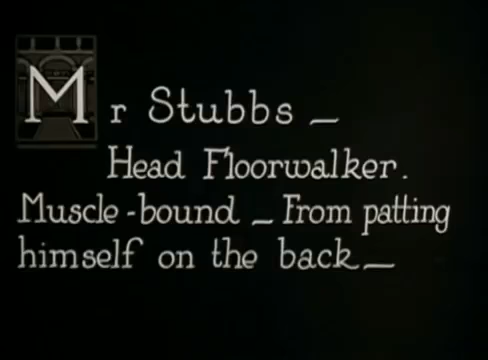 Mr Stubbs —
Head Floorwalker.
Muscle-bound — From patting
himself on the back —